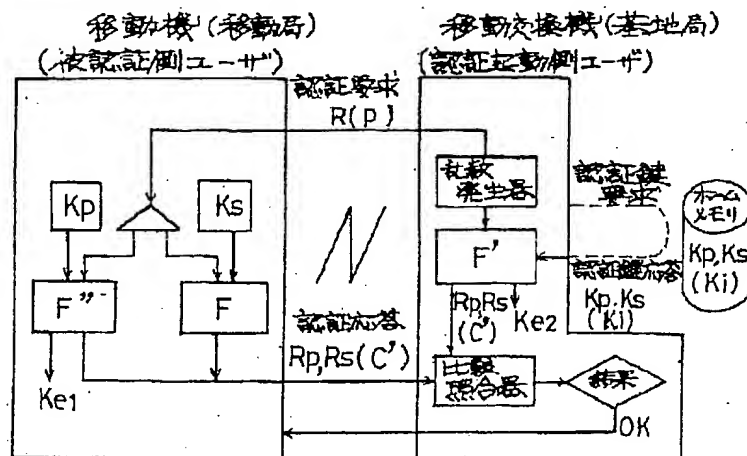 移動機(移動局)
(被認証側ユーザ)
移動交換機(基地局)
(認証起動側ユーザ)
認証要求
R(P)
乱数
発生器
認証鍵
要求
ホーム
メモリ
Kp
Ks
F'
Kp,Ks
(Ki)
認証鍵応答
Kp,Ks
(Ki)
F''
F
Rp,Rs
(C')
Ke2
認証応答
Rp,Rs(C')
Ke1
比較
照合器
結果
OK